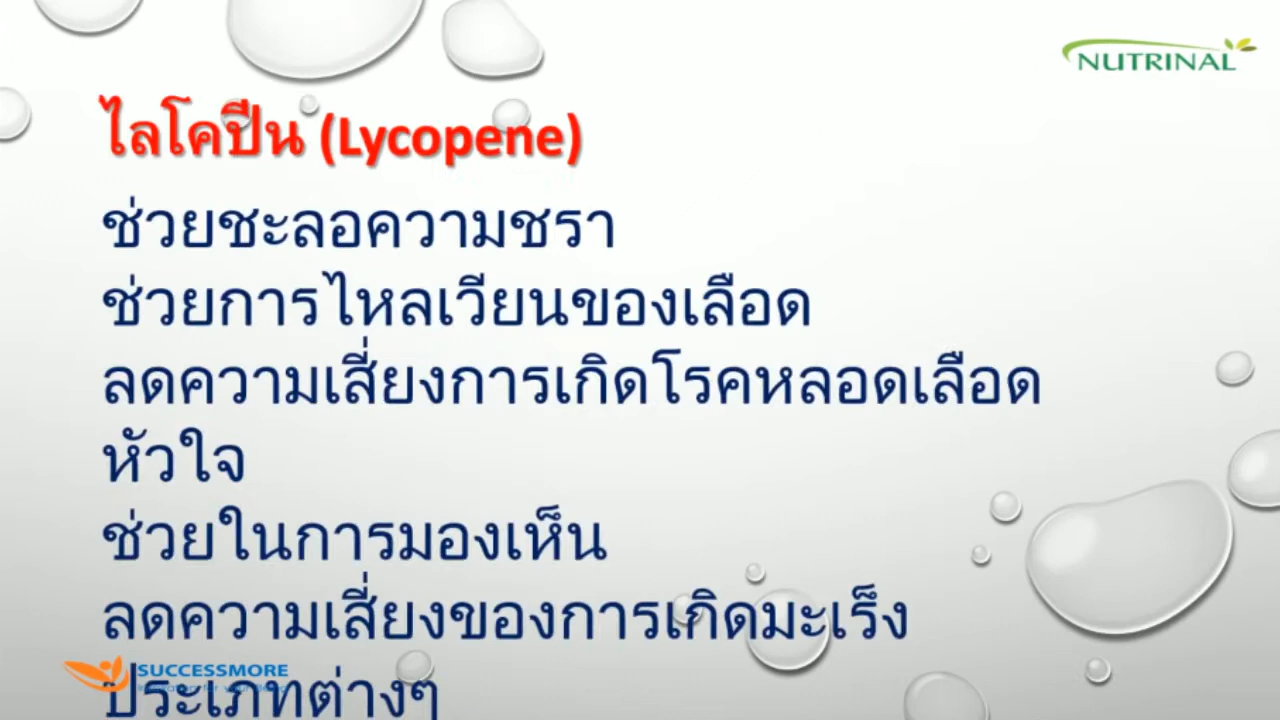 NUTRINAL
ไลโคปีน (Lycopene)
ช่วยชะลอความชรา
ช่วยการไหลเวียนของเลือด
ลดความเสี่ยงการเกิดโรคหลอดเลือด
หัวใจ
ช่วยในการมองเห็น
ลดความเสี่ยงของการเกิดมะเร็ง
SUCCESSMORE
ประเภทต่างๆ